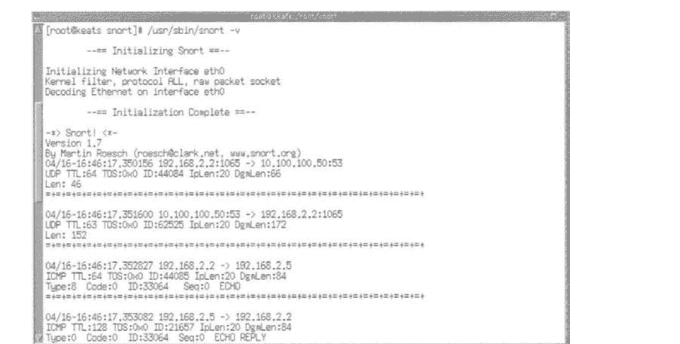 [root@keats snort]# /usr/sbin/snort -v
--== Initializing Snort ==--
Initializing Network Interface eth0
Kernel filter, protocol ALL, raw packet socket
Decoding Ethernet on interface eth0
--== Initialization Complete ==--
-*> Snort! <*-
Version 1.7
By Martin Roesch (roesch@clark.net, www.snort.org)
04/16-16:46:17.350156 192.168.2.2:1065 -> 10.100.100.50:53
UDP TTL:64 TOS:0x0 ID:44084 IpLen:20 DgmLen:66
Len: 46
=+=+=+=+=+=+=+=+=+=+=+=+=+=+=+=+=+=+=+=+=+=+=+=+=+=+=+=+=+=+=+=+=+=+=+=+=+
04/16-16:46:17.351600 10.100.100.50:53 -> 192.168.2.2:1065
UDP TTL:63 TOS:0x0 ID:62525 IpLen:20 DgmLen:172
Len: 152
=+=+=+=+=+=+=+=+=+=+=+=+=+=+=+=+=+=+=+=+=+=+=+=+=+=+=+=+=+=+=+=+=+=+=+=+=+
04/16-16:46:17.352827 192.168.2.2 -> 192.168.2.5
ICMP TTL:64 TOS:0x0 ID:44085 IpLen:20 DgmLen:84
Type:8 Code:0 ID:33064 Seq:0 ECHO
=+=+=+=+=+=+=+=+=+=+=+=+=+=+=+=+=+=+=+=+=+=+=+=+=+=+=+=+=+=+=+=+=+=+=+=+=+
04/16-16:46:17.353082 192.168.2.5 -> 192.168.2.2
ICMP TTL:128 TOS:0x0 ID:21657 IpLen:20 DgmLen:84
Type:0 Code:0 ID:33064 Seq:0 ECHO REPLY